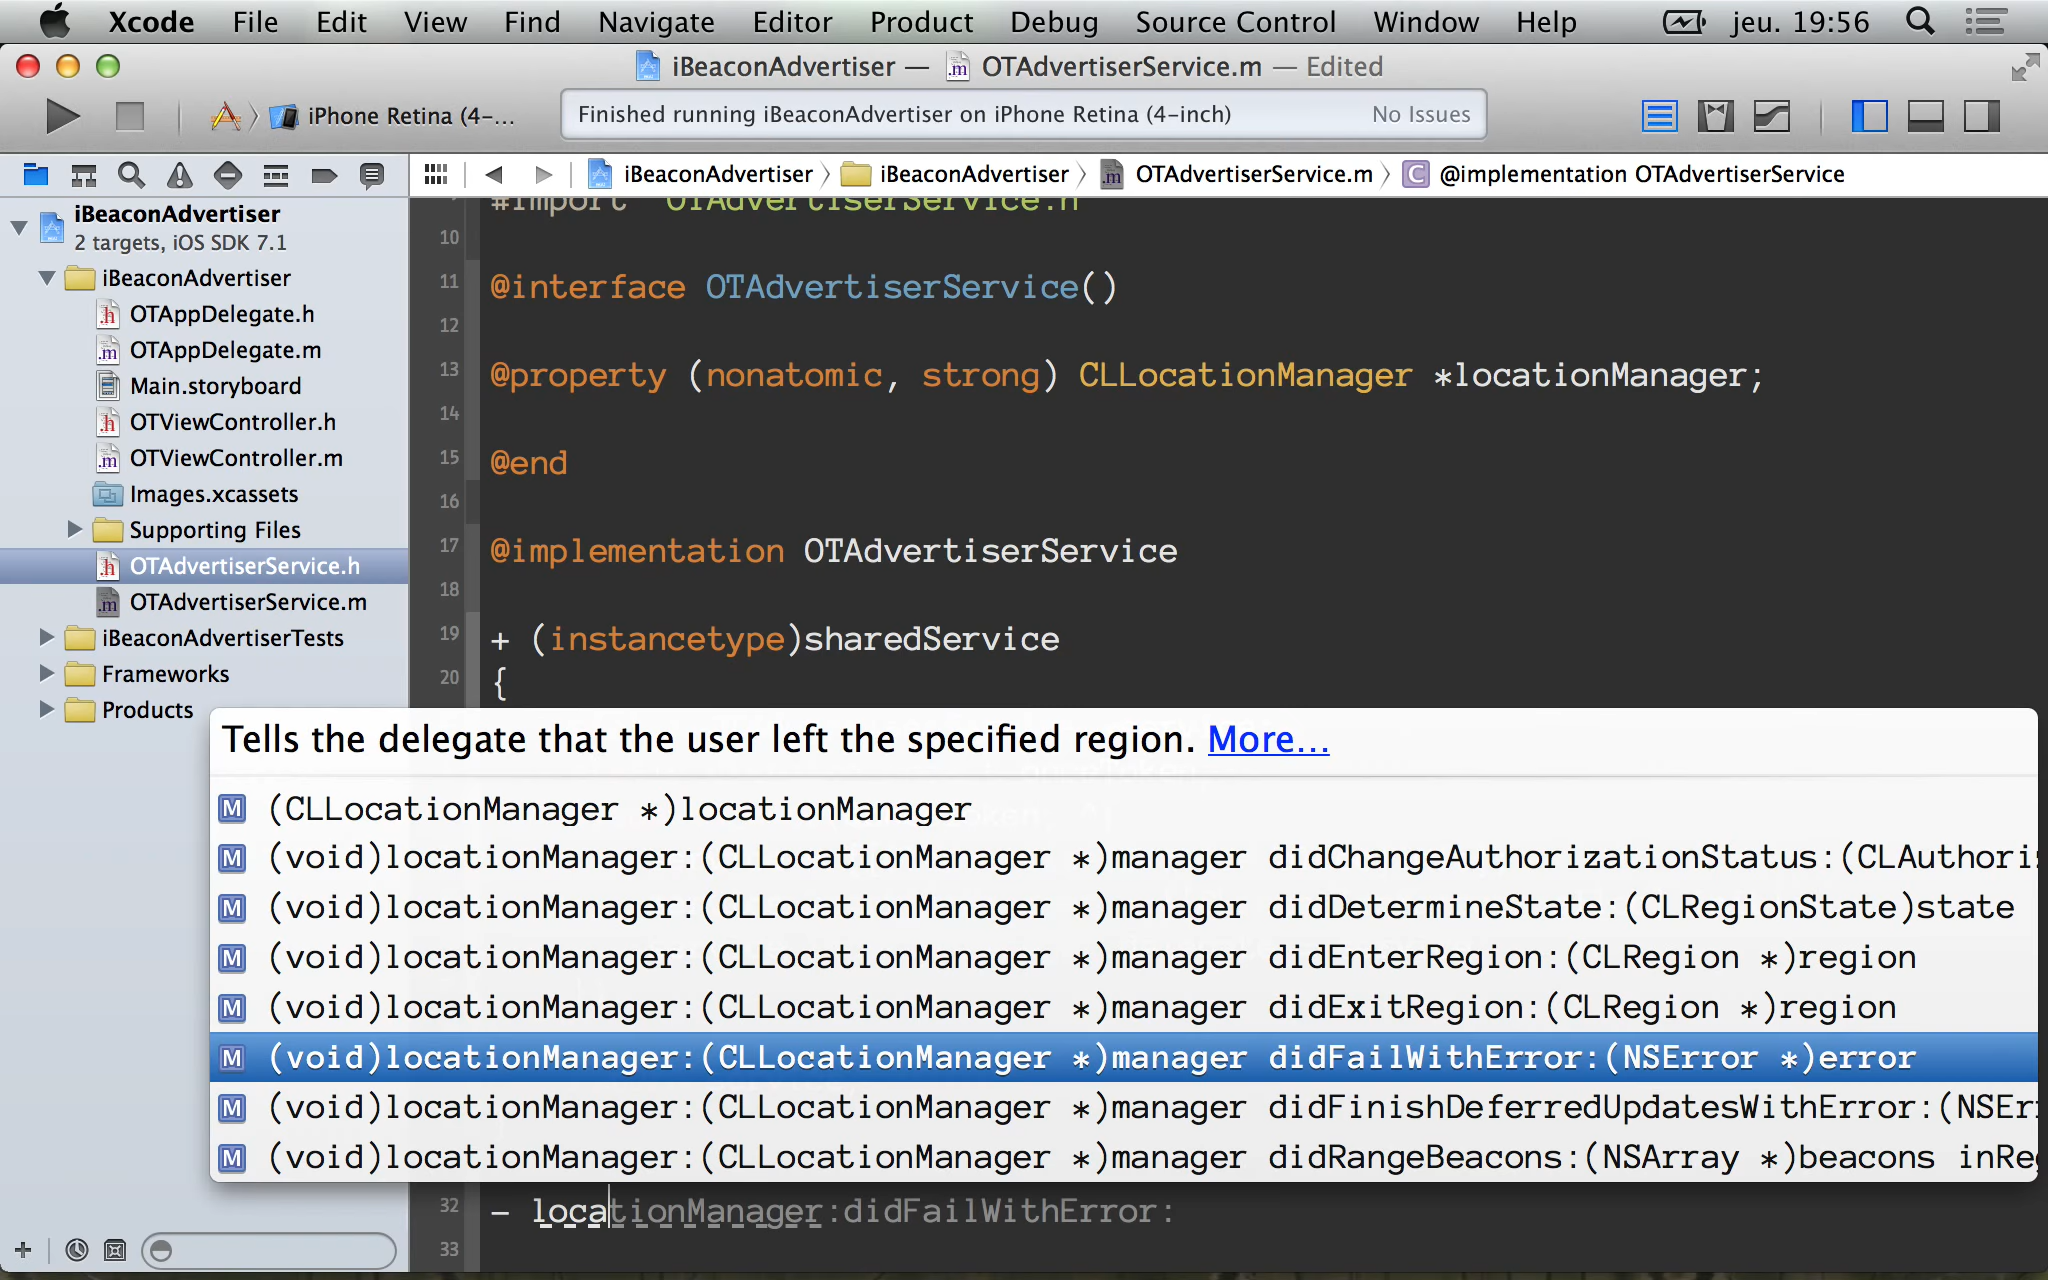 Xcode File Edit View Find Navigate Editor Product Debug Source Control Window Help jeu. 19:56
iBeaconAdvertiser — OTAdvertiserService.m — Edited
iPhone Retina (4-... Finished running iBeaconAdvertiser on iPhone Retina (4-inch) No Issues
iBeaconAdvertiser iBeaconAdvertiser OTAdvertiserService.m @implementation OTAdvertiserService
iBeaconAdvertiser
2 targets, iOS SDK 7.1
iBeaconAdvertiser
OTAppDelegate.h
OTAppDelegate.m
Main.storyboard
OTViewController.h
OTViewController.m
Images.xcassets
Supporting Files
OTAdvertiserService.h
OTAdvertiserService.m
iBeaconAdvertiserTests
Frameworks
Products
#import "OTAdvertiserService.h"
10
11 @interface OTAdvertiserService()
12
13 @property (nonatomic, strong) CLLocationManager *locationManager;
14
15 @end
16
17 @implementation OTAdvertiserService
18
19 + (instancetype)sharedService
20 {
Tells the delegate that the user left the specified region. More...
M (CLLocationManager *)locationManager
M (void)locationManager:(CLLocationManager *)manager didChangeAuthorizationStatus:(CLAuthori
M (void)locationManager:(CLLocationManager *)manager didDetermineState:(CLRegionState)state
M (void)locationManager:(CLLocationManager *)manager didEnterRegion:(CLRegion *)region
M (void)locationManager:(CLLocationManager *)manager didExitRegion:(CLRegion *)region
M (void)locationManager:(CLLocationManager *)manager didFailWithError:(NSError *)error
M (void)locationManager:(CLLocationManager *)manager didFinishDeferredUpdatesWithError:(NSErr
M (void)locationManager:(CLLocationManager *)manager didRangeBeacons:(NSArray *)beacons inReg
32 - locationManager:didFailWithError:
33